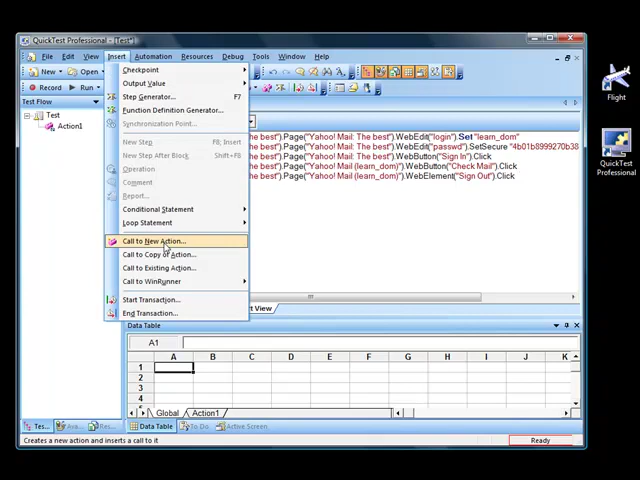 QuickTest Professional - [Test*]
File Edit View Insert Automation Resources Debug Tools Window Help
New Open
Record Run
Test Flow
Test
Action1
Checkpoint
Output Value
Step Generator... F7
Function Definition Generator...
Synchronization Point...
New Step F8; Insert
New Step After Block Shift+F8
Operation
Comment
Report...
Conditional Statement
Loop Statement
Call to New Action...
Call to Copy of Action...
Call to Existing Action...
Call to WinRunner
Start Transaction...
End Transaction...
).Page("Yahoo! Mail: The best").WebEdit("login").Set "learn_dom"
).Page("Yahoo! Mail: The best").WebEdit("passwd").SetSecure "4b01b8999270b38
).Page("Yahoo! Mail: The best").WebButton("Sign In").Click
).Page("Yahoo! Mail (learn_dom)").WebButton("Check Mail").Click
).Page("Yahoo! Mail (learn_dom)").WebElement("Sign Out").Click
rt View
Data Table
A1
A B C D E F G H I J K
1
2
3
4
Global Action1
Tes... Ava... Res... Data Table To Do Active Screen
Creates a new action and inserts a call to it
Ready
Flight
QuickTest
Professional